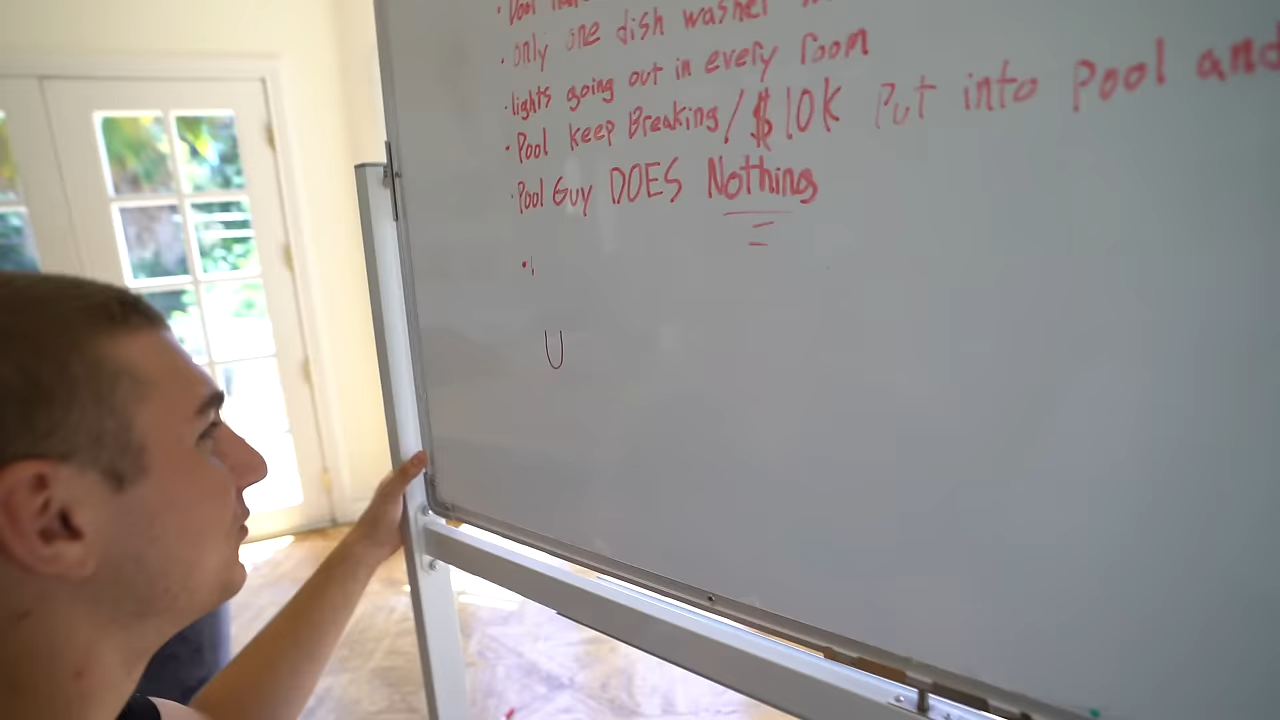 · only one dish washer
· lights going out in every room
· Pool keep Breaking / $10K Put into Pool and
· Pool Guy DOES Nothing
·
U